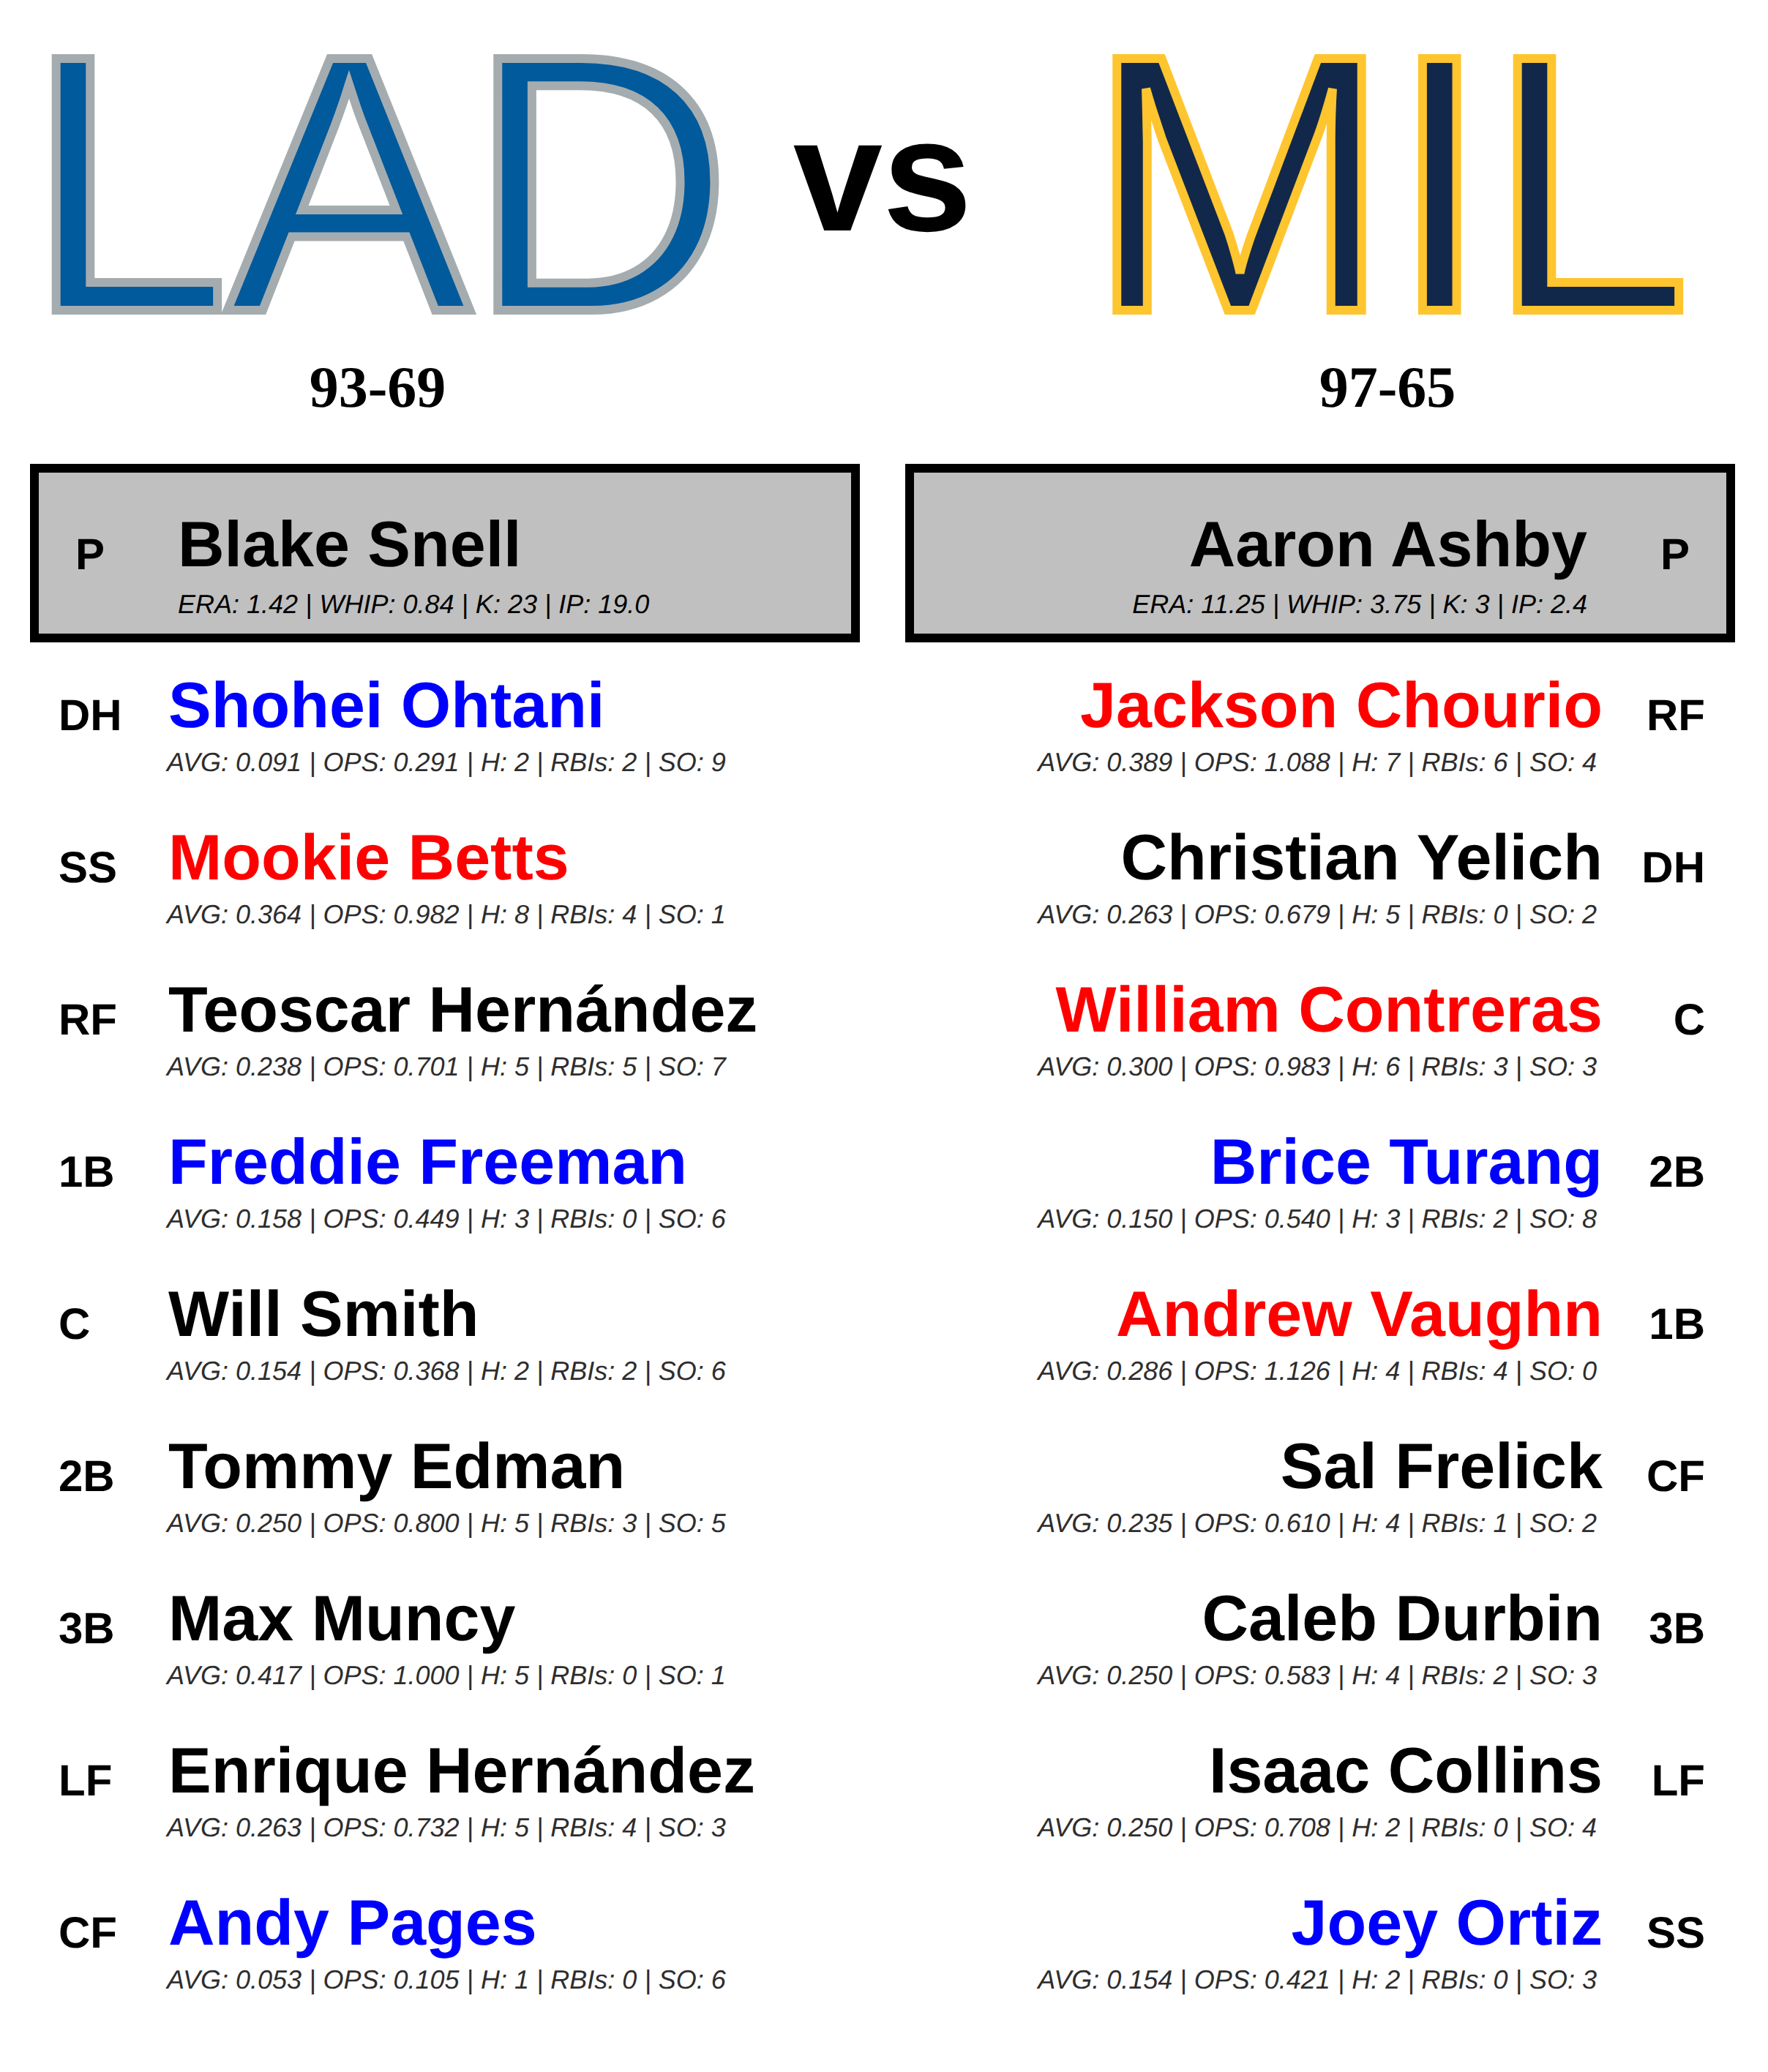 LAD vs MIL
93-69
97-65
P Blake Snell
ERA: 1.42 | WHIP: 0.84 | K: 23 | IP: 19.0
Aaron Ashby P
ERA: 11.25 | WHIP: 3.75 | K: 3 | IP: 2.4
DH Shohei Ohtani
AVG: 0.091 | OPS: 0.291 | H: 2 | RBIs: 2 | SO: 9
SS Mookie Betts
AVG: 0.364 | OPS: 0.982 | H: 8 | RBIs: 4 | SO: 1
RF Teoscar Hernández
AVG: 0.238 | OPS: 0.701 | H: 5 | RBIs: 5 | SO: 7
1B Freddie Freeman
AVG: 0.158 | OPS: 0.449 | H: 3 | RBIs: 0 | SO: 6
C Will Smith
AVG: 0.154 | OPS: 0.368 | H: 2 | RBIs: 2 | SO: 6
2B Tommy Edman
AVG: 0.250 | OPS: 0.800 | H: 5 | RBIs: 3 | SO: 5
3B Max Muncy
AVG: 0.417 | OPS: 1.000 | H: 5 | RBIs: 0 | SO: 1
LF Enrique Hernández
AVG: 0.263 | OPS: 0.732 | H: 5 | RBIs: 4 | SO: 3
CF Andy Pages
AVG: 0.053 | OPS: 0.105 | H: 1 | RBIs: 0 | SO: 6
Jackson Chourio RF
AVG: 0.389 | OPS: 1.088 | H: 7 | RBIs: 6 | SO: 4
Christian Yelich DH
AVG: 0.263 | OPS: 0.679 | H: 5 | RBIs: 0 | SO: 2
William Contreras C
AVG: 0.300 | OPS: 0.983 | H: 6 | RBIs: 3 | SO: 3
Brice Turang 2B
AVG: 0.150 | OPS: 0.540 | H: 3 | RBIs: 2 | SO: 8
Andrew Vaughn 1B
AVG: 0.286 | OPS: 1.126 | H: 4 | RBIs: 4 | SO: 0
Sal Frelick CF
AVG: 0.235 | OPS: 0.610 | H: 4 | RBIs: 1 | SO: 2
Caleb Durbin 3B
AVG: 0.250 | OPS: 0.583 | H: 4 | RBIs: 2 | SO: 3
Isaac Collins LF
AVG: 0.250 | OPS: 0.708 | H: 2 | RBIs: 0 | SO: 4
Joey Ortiz SS
AVG: 0.154 | OPS: 0.421 | H: 2 | RBIs: 0 | SO: 3